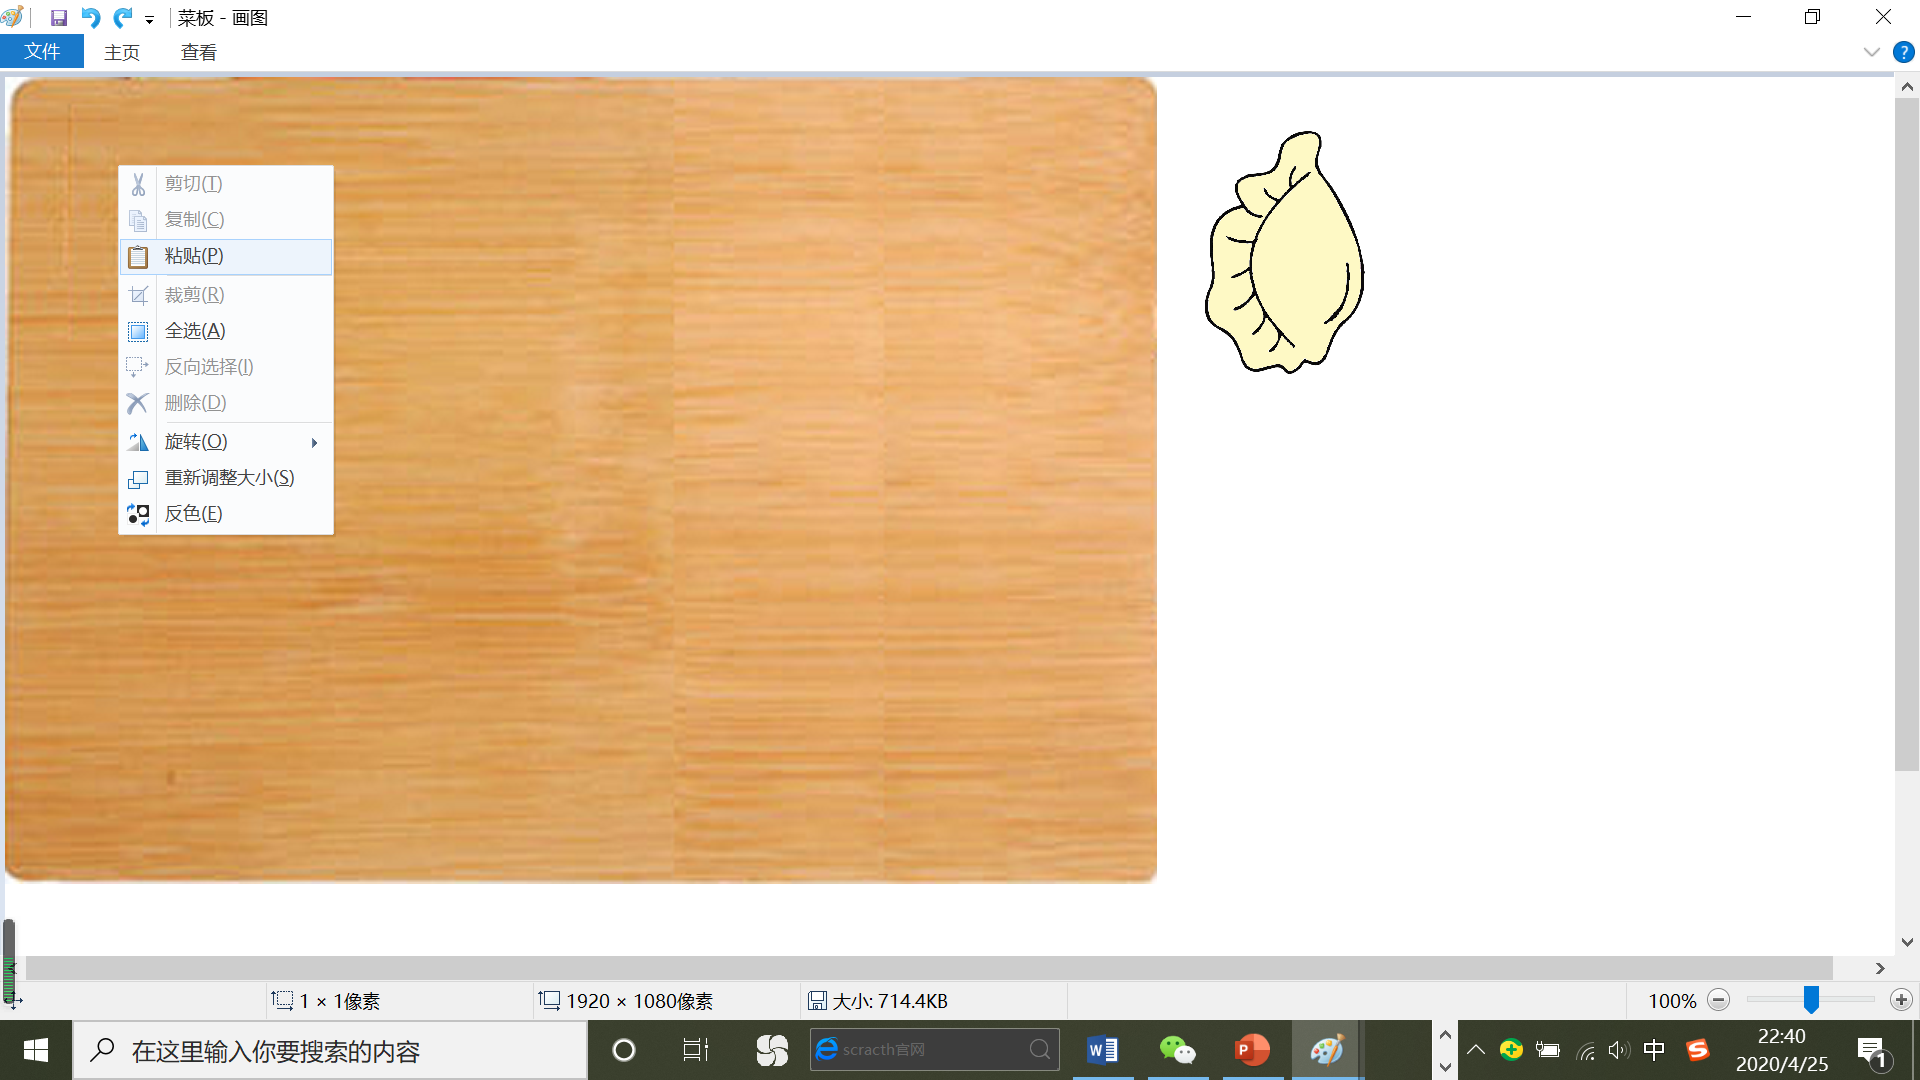 菜板 - 画图
文件 主页 查看
?
剪切(T)
复制(C)
粘贴(P)
裁剪(R)
全选(A)
反向选择(I)
删除(D)
旋转(O)
重新调整大小(S)
反色(E)
1 × 1像素 1920 × 1080像素 大小: 714.4KB 100%
在这里输入你要搜索的内容 scracth官网 W P 中 S 22:40
2020/4/25 1